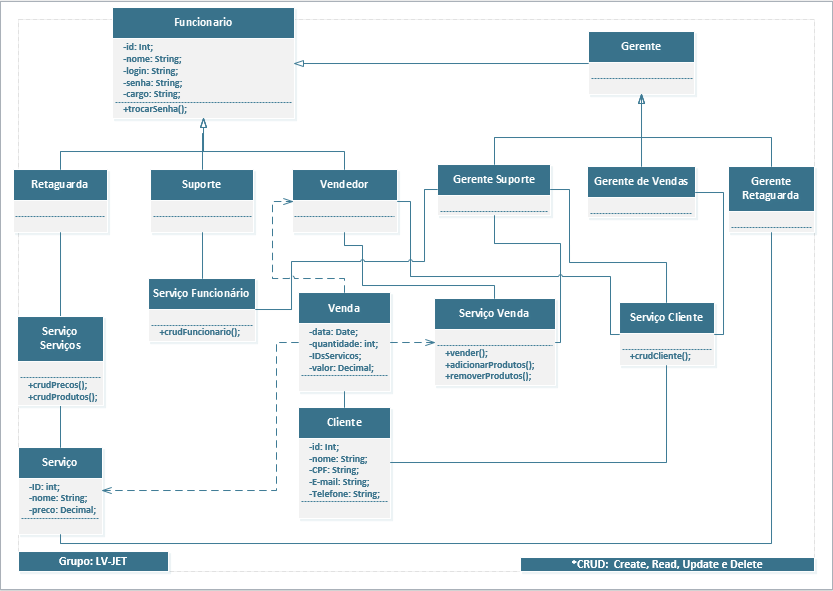 Funcionario
-id: Int;
-nome: String;
-login: String;
-senha: String;
-cargo: String;
+trocarSenha();
Gerente
Retaguarda
Suporte
Vendedor
Gerente Suporte
Gerente de Vendas
Gerente
Retaguarda
Serviço Funcionário
+crudFuncionario();
Venda
-data: Date;
-quantidade: int;
-IDsServicos;
-valor: Decimal;
Serviço Venda
+vender();
+adicionarProdutos();
+removerProdutos();
Serviço Cliente
+crudCliente();
Serviço
Serviços
+crudPrecos();
+crudProdutos();
Cliente
-id: Int;
-nome: String;
-CPF: String;
-E-mail: String;
-Telefone: String;
Serviço
-ID: int;
-nome: String;
-preco: Decimal;
Grupo: LV-JET
*CRUD: Create, Read, Update e Delete